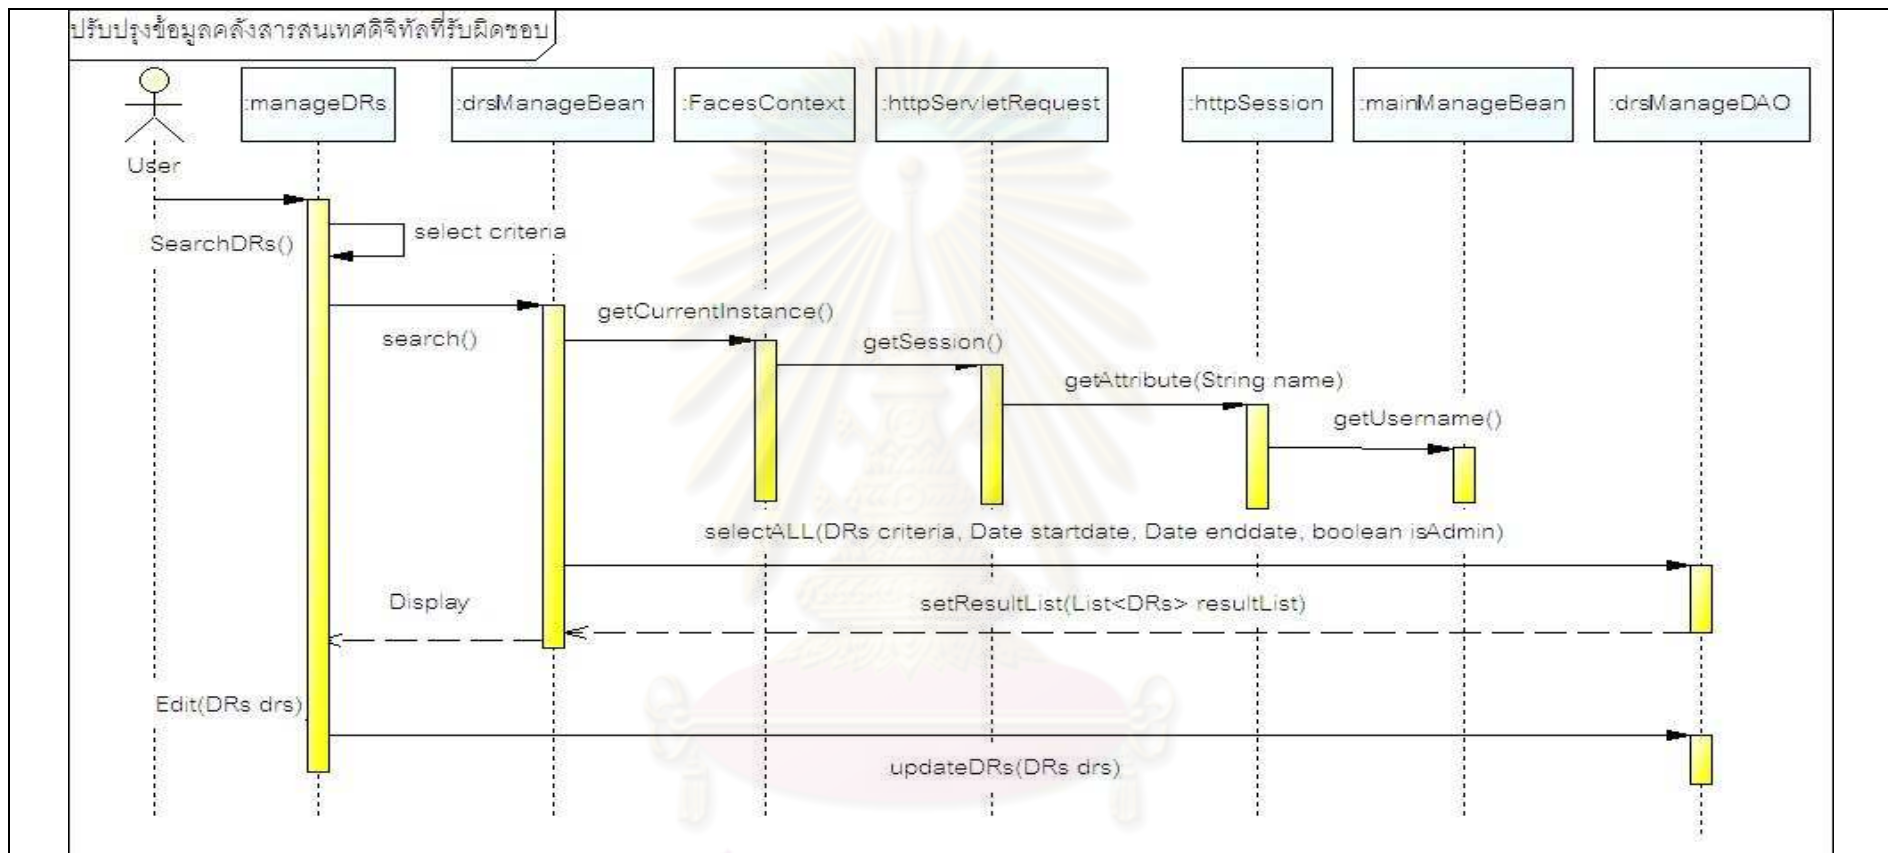 ปรับปรุงข้อมูลคลังสารสนเทศดิจิทัลที่รับผิดชอบ
:manageDRs
:drsManageBean
:FacesContext
:httpServletRequest
:httpSession
:mainManageBean
:drsManageDAO
User
SearchDRs()
select criteria
search()
getCurrentInstance()
getSession()
getAttribute(String name)
getUsername()
selectALL(DRs criteria, Date startdate, Date enddate, boolean isAdmin)
Display
setResultList(List<DRs> resultList)
Edit(DRs drs)
updateDRs(DRs drs)